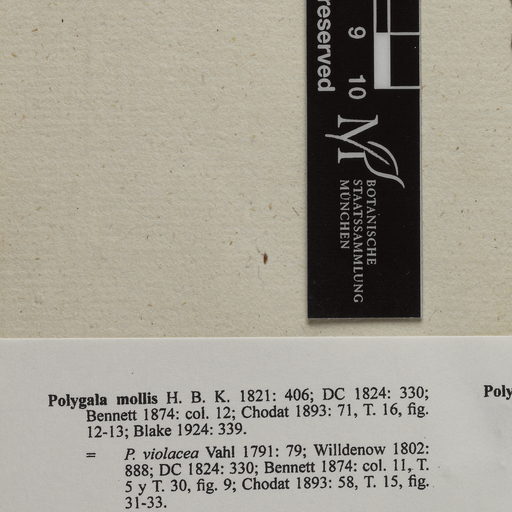 reserved
9 10
M
BOTANISCHE
STAATSSAMMLUNG
MÜNCHEN
Polygala mollis H. B. K. 1821: 406; DC 1824: 330;
Bennett 1874: col. 12; Chodat 1893: 71, T. 16, fig.
12-13; Blake 1924: 339.
= P. violacea Vahl 1791: 79; Willdenow 1802:
888; DC 1824: 330; Bennett 1874: col. 11, T.
5 y T. 30, fig. 9; Chodat 1893: 58, T. 15, fig.
31-33.
Poly